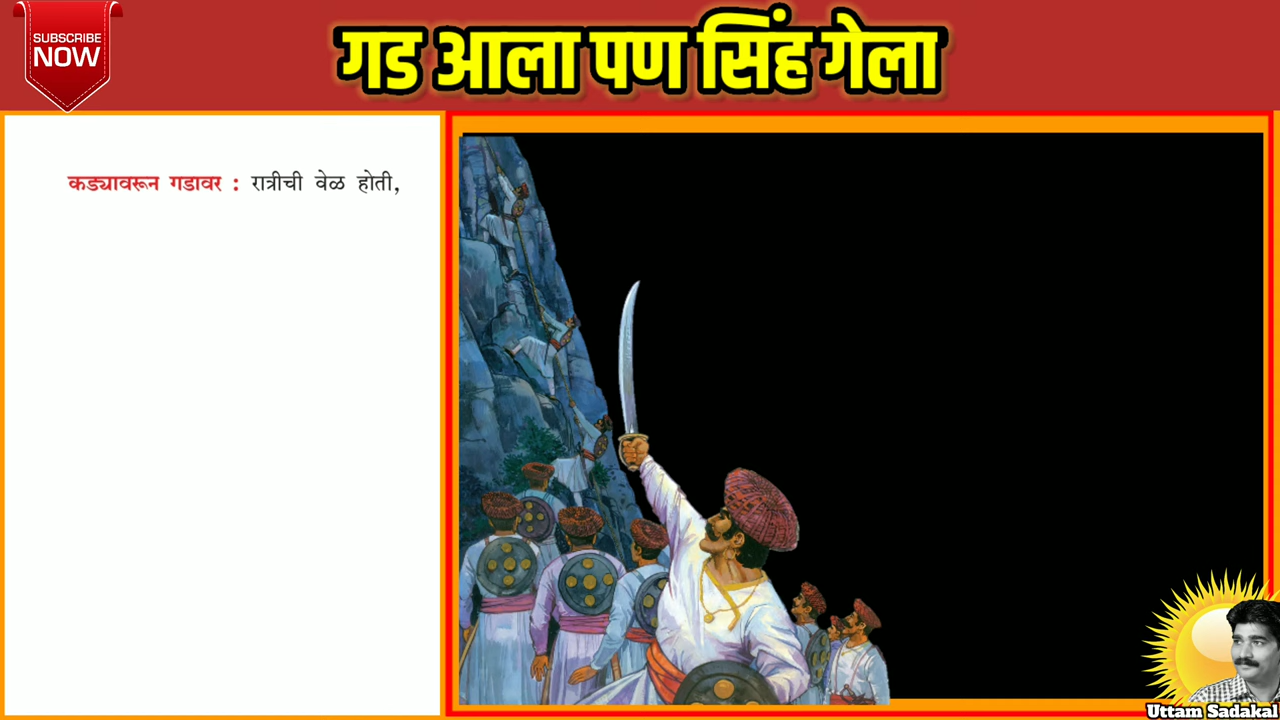 SUBSCRIBE
NOW
गड आला पण सिंह गेला
कड्यावरून गडावर : रात्रीची वेळ होती,
Uttam Sadakal